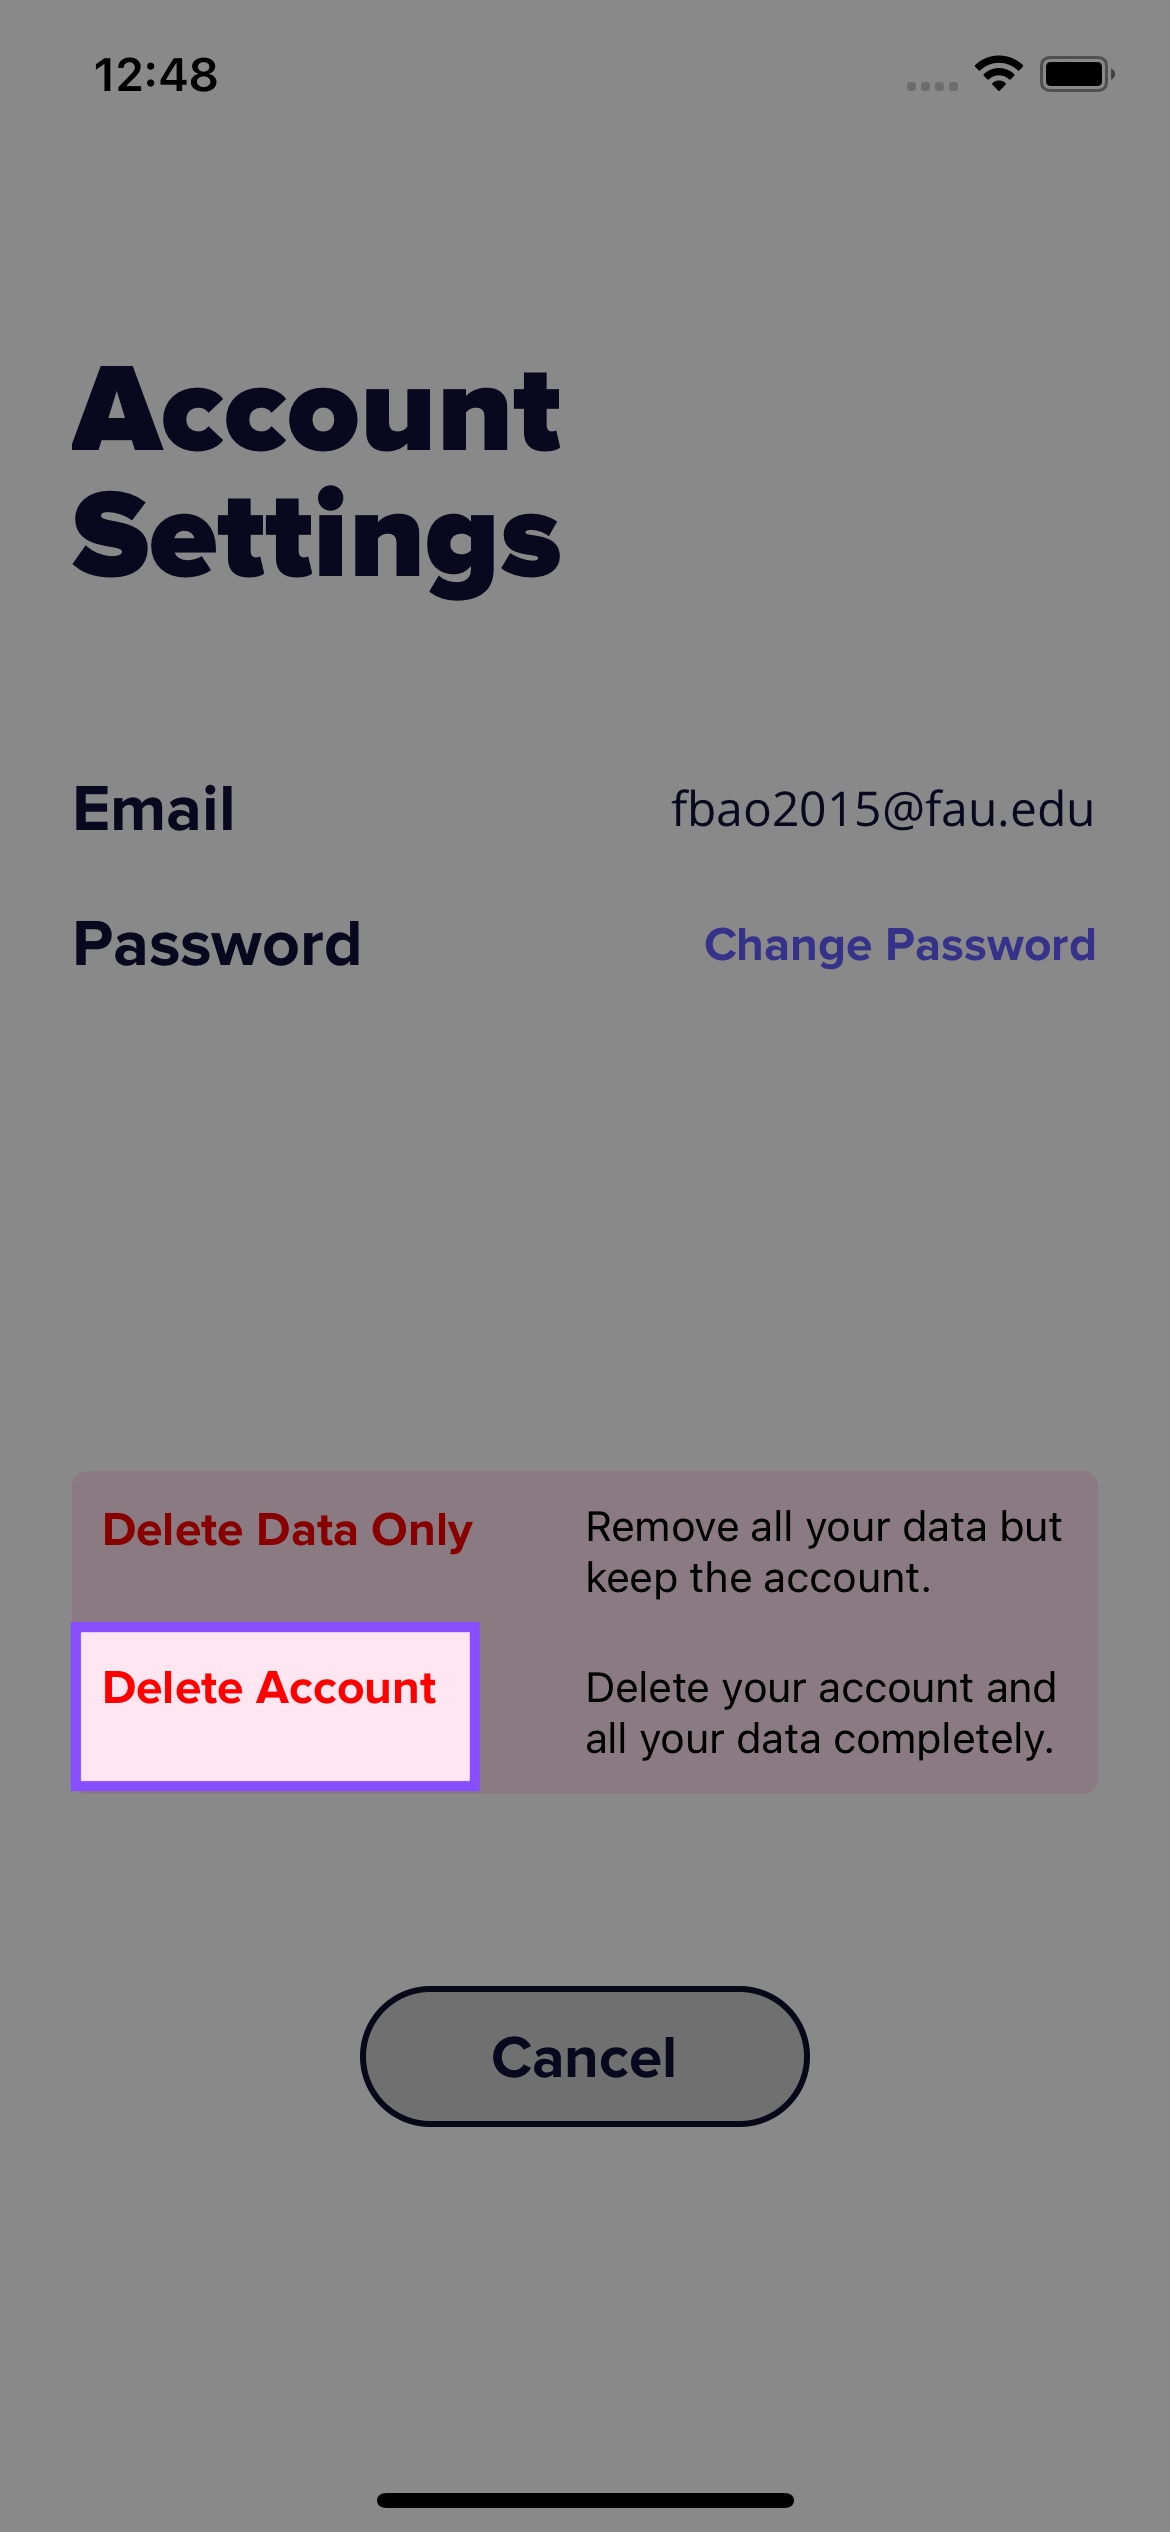 12:48
Account
Settings
Email fbao2015@fau.edu
Password Change Password
Delete Data Only Remove all your data but
keep the account.
Delete Account Delete your account and
all your data completely.
Cancel